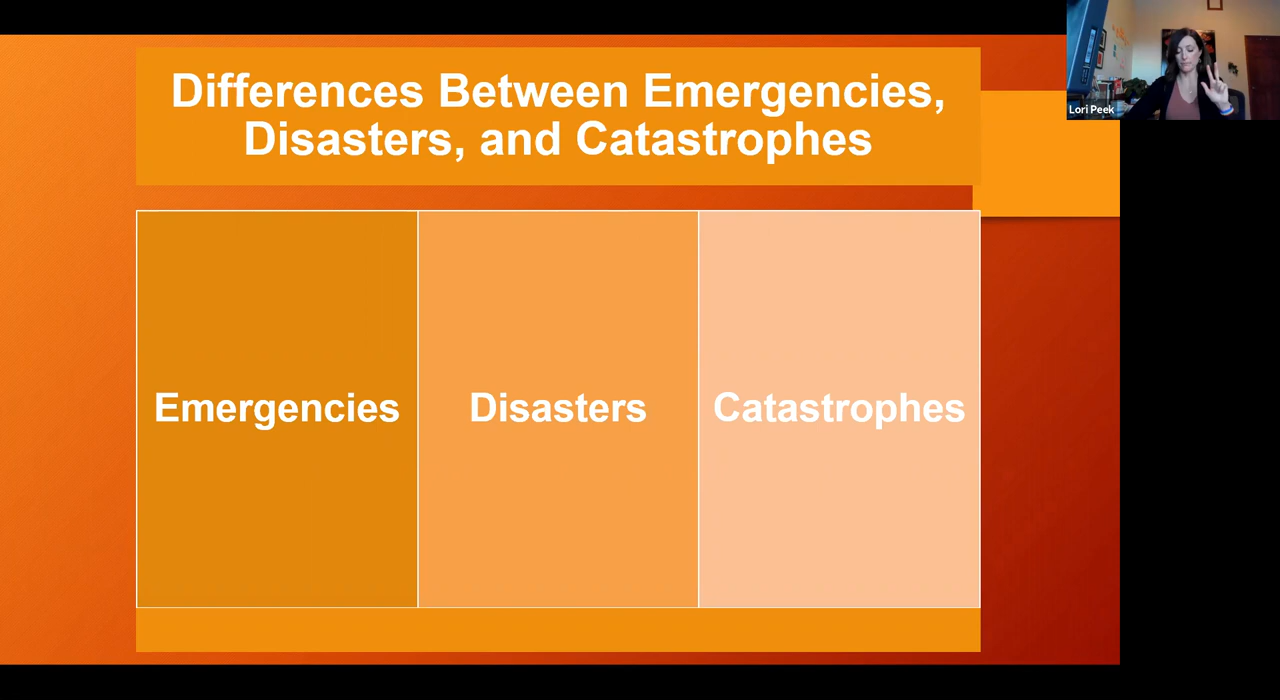 Differences Between Emergencies,
Disasters, and Catastrophes
Lori Peek
Emergencies
Disasters
Catastrophes